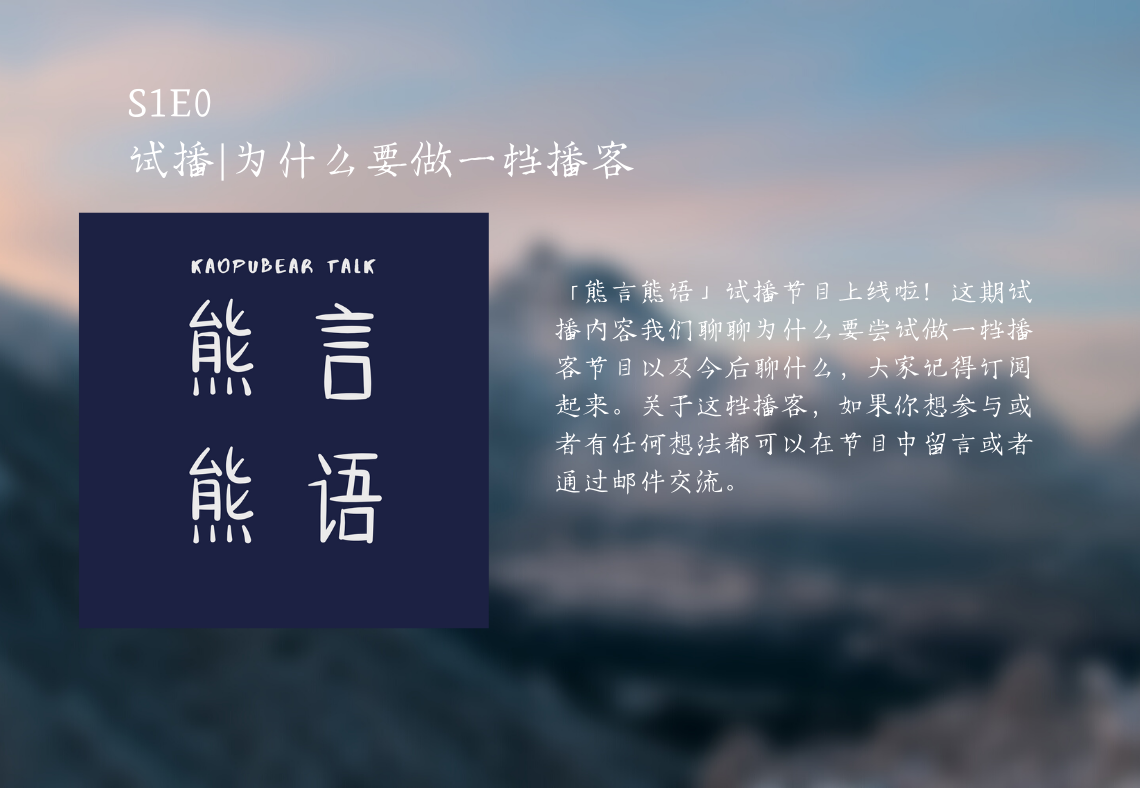 S1E0
试播|为什么要做一档播客
KAOPUBEAR TALK
熊 言
熊 语
「熊言熊语」试播节目上线啦！这期试
播内容我们聊聊为什么要尝试做一档播
客节目以及今后聊什么，大家记得订阅
起来。关于这档播客，如果你想参与或
者有任何想法都可以在节目中留言或者
通过邮件交流。